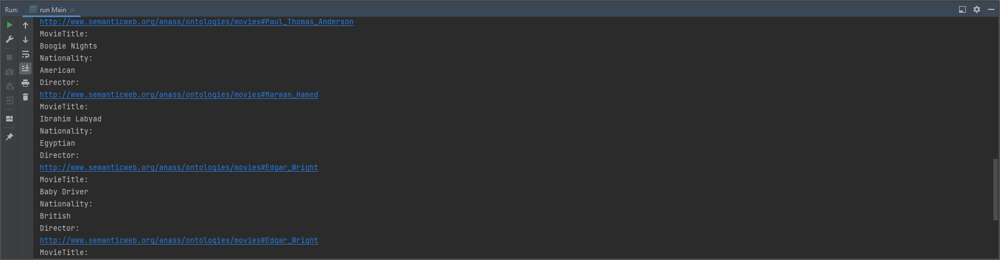 Run: run Main
http://www.semanticweb.org/anass/ontologies/movies#Paul_Thomas_Anderson
MovieTitle:
Boogie Nights
Nationality:
American
Director:
http://www.semanticweb.org/anass/ontologies/movies#Marwan_Hamed
MovieTitle:
Ibrahim Labyad
Nationality:
Egyptian
Director:
http://www.semanticweb.org/anass/ontologies/movies#Edgar_Wright
MovieTitle:
Baby Driver
Nationality:
British
Director:
http://www.semanticweb.org/anass/ontologies/movies#Edgar_Wright
MovieTitle: